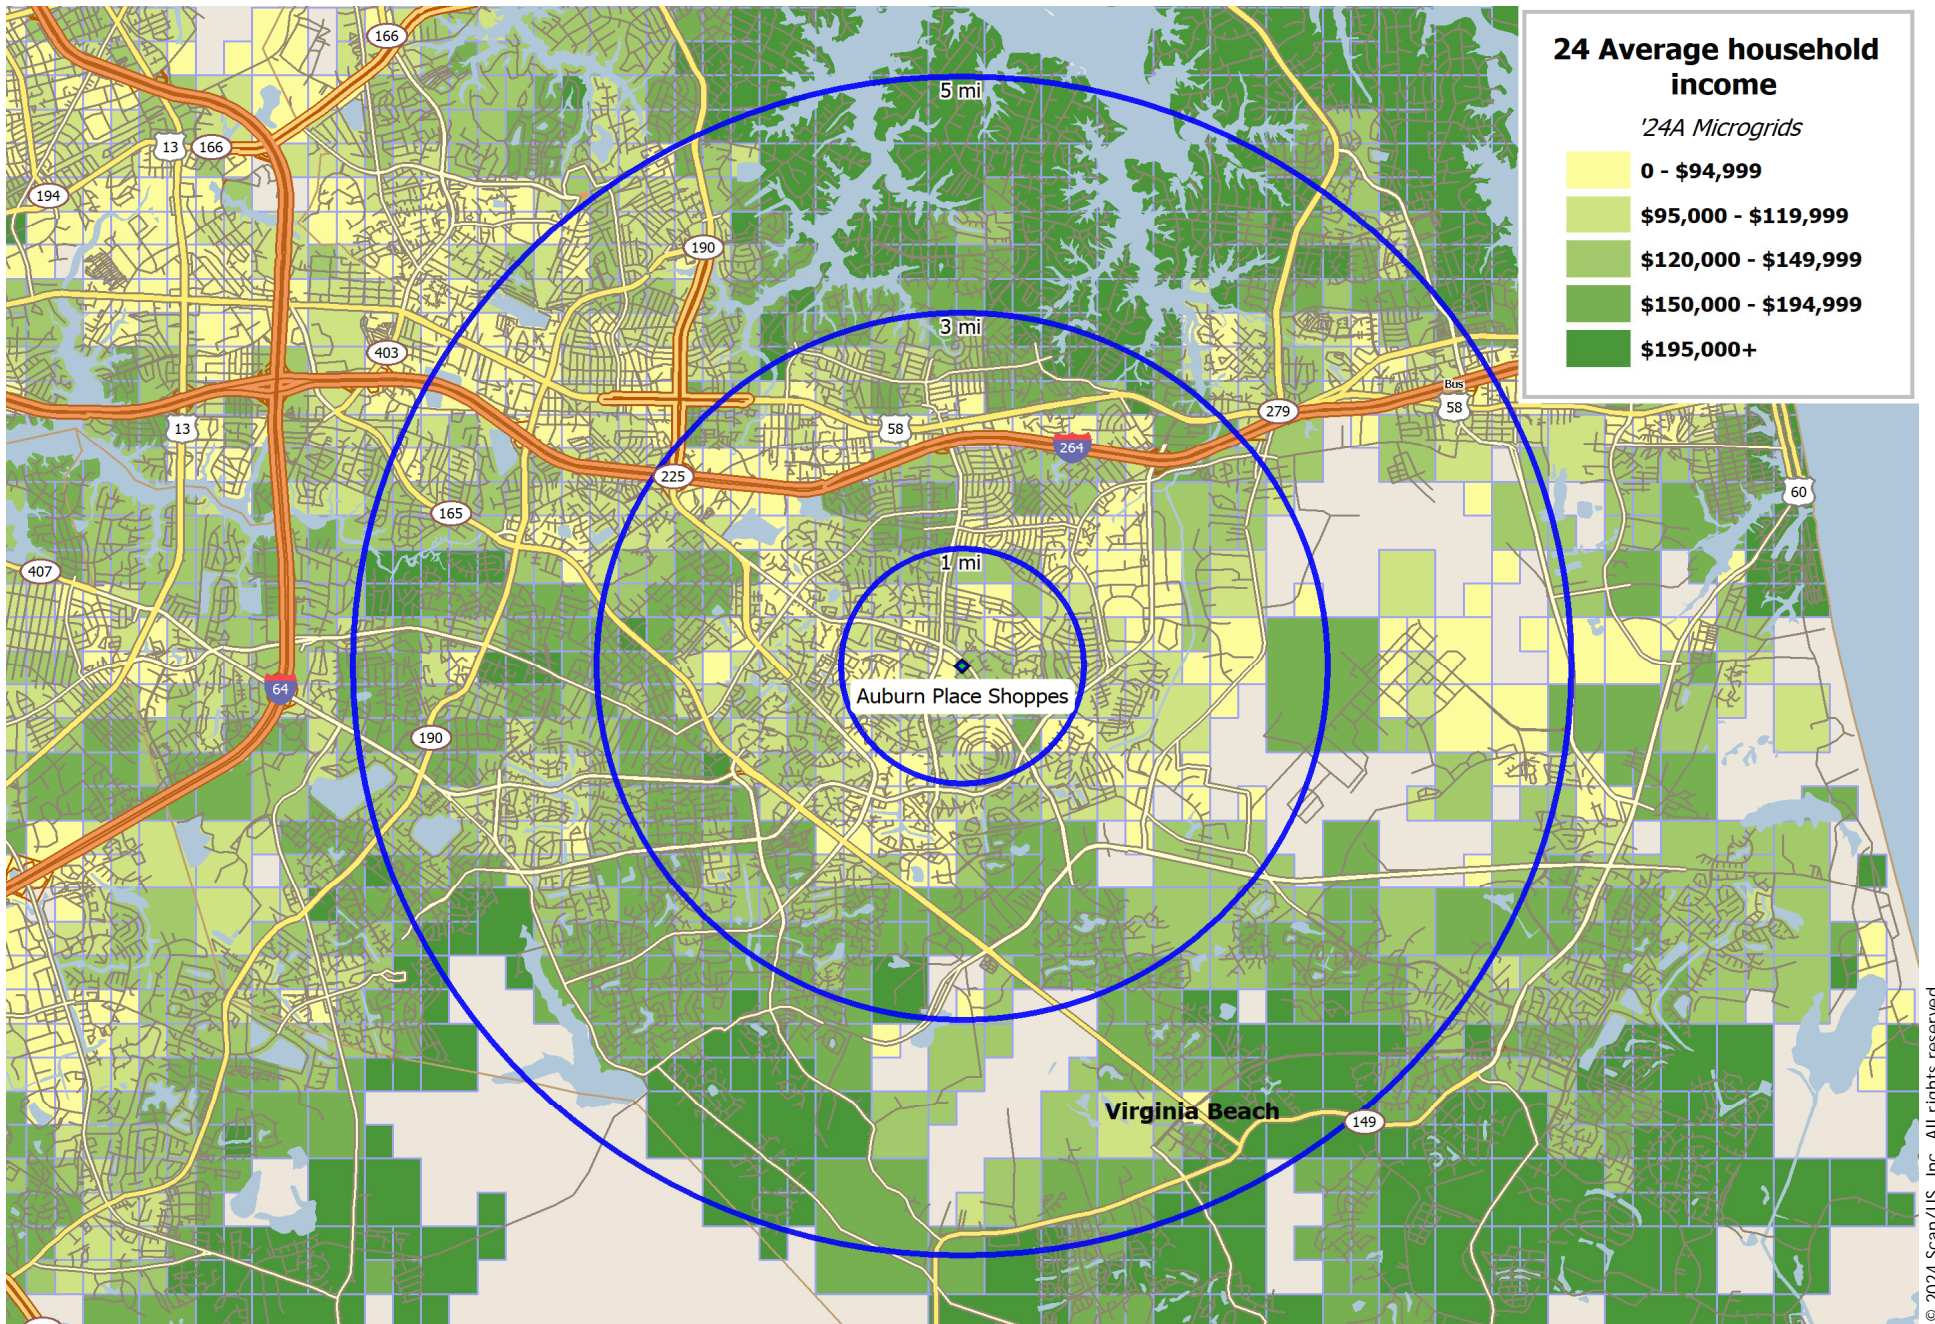 24 Average household
income
'24A Microgrids
0 - $94,999
$95,000 - $119,999
$120,000 - $149,999
$150,000 - $194,999
$195,000+
166
5 mi
13
166
194
190
3 mi
403
Bus
58
279
13
58
264
225
60
165
1 mi
407
Auburn Place Shoppes
64
190
Virginia Beach
149
© 2024 Scan/US, Inc. All rights reserved